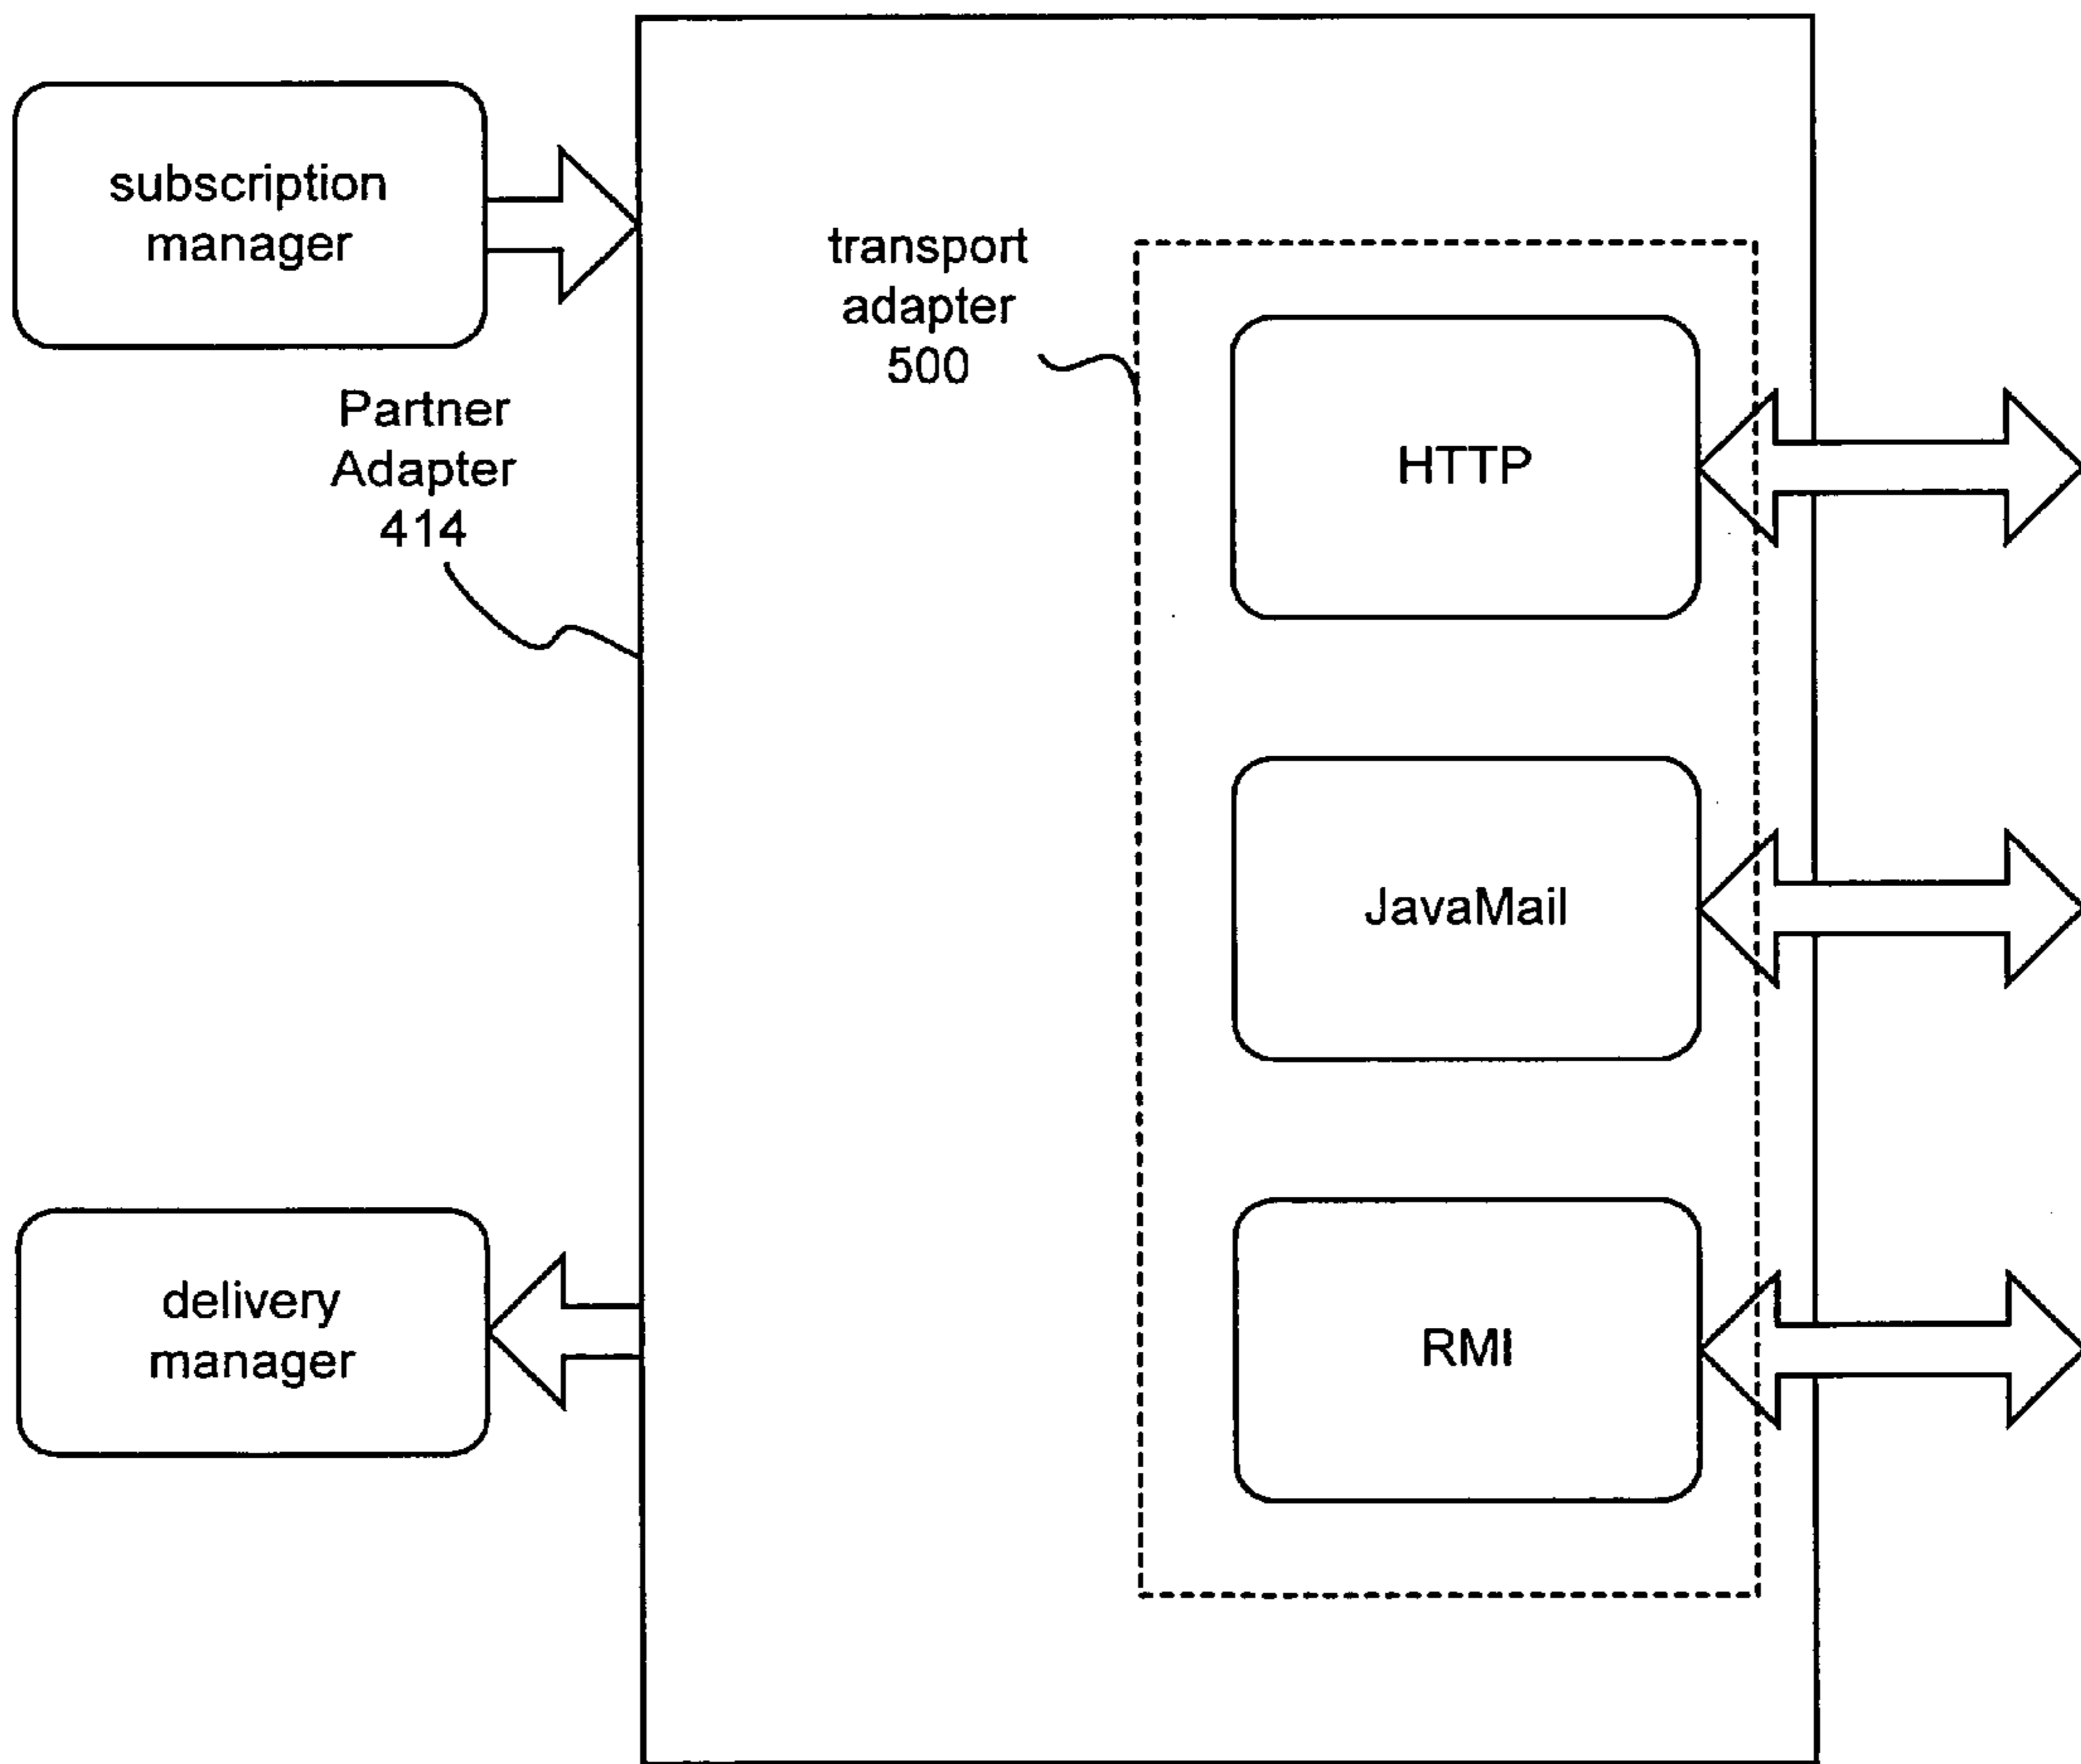 subscription
manager
transport
adapter
500
Partner
Adapter
414
HTTP
JavaMail
delivery
manager
RMI